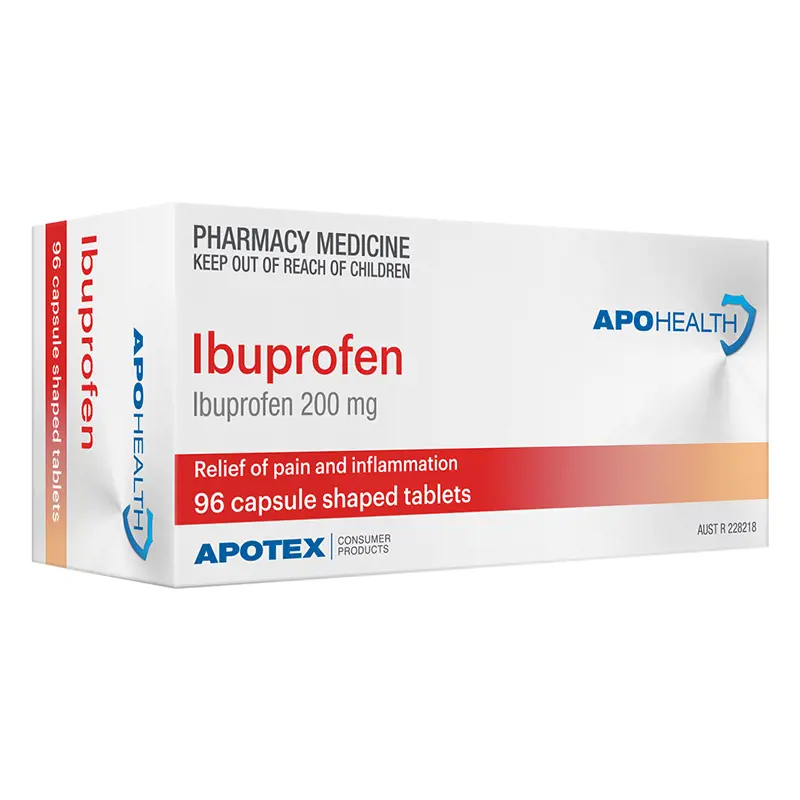 PHARMACY MEDICINE
KEEP OUT OF REACH OF CHILDREN
APOHEALTH
Ibuprofen
Ibuprofen 200 mg
Relief of pain and inflammation
96 capsule shaped tablets
APOTEX
CONSUMER
PRODUCTS
AUST R 228218
Ibuprofen
96 capsule shaped tablets
APOHEALTH